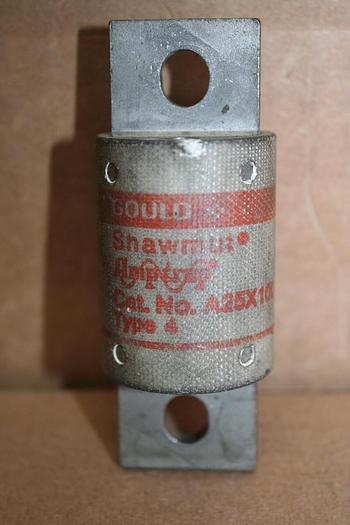 GOULD
Shawmut
Amptrap
Cat. No. A25X10
Type 4